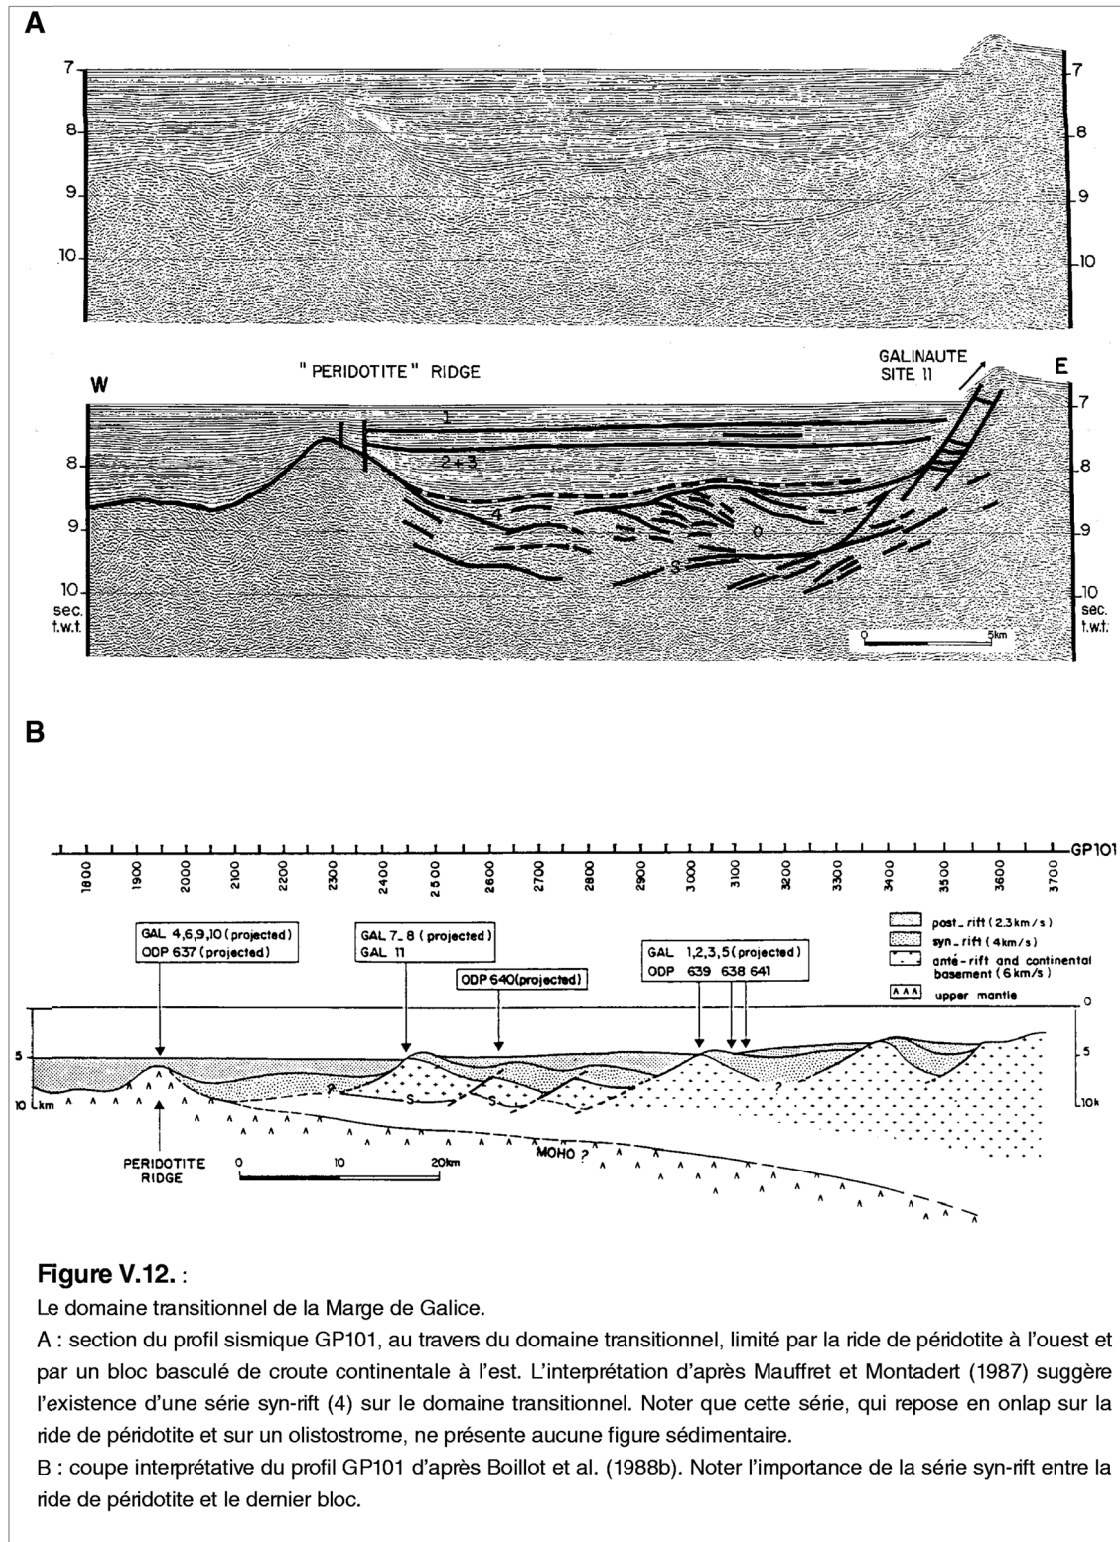 A
7
8
9
10
7
8
9
10
"PERIDOTITE" RIDGE
GALINAUTE
SITE 11
W
E
7
8
9
10
sec.
t.w.t.
7
8
9
10
sec.
t.w.t.
1
2+3
4
0
S
0 5km
B
GP101
1800 1900 2000 2100 2200 2300 2400 2500 2600 2700 2800 2900 3000 3100 3200 3300 3400 3500 3600 3700
GAL 4,6,9,10 (projected)
ODP 637 (projected)
GAL 7_8 (projected)
GAL 11
ODP 640(projected)
GAL 1,2,3,5(projected)
ODP 639 638 641
post_rift (2.3km/s)
syn_rift (4km/s)
anté-rift and continental
basement (6km/s)
upper mantle
0
5
10 km
5
10k
?
S
S
?
MOHO ?
PERIDOTITE
RIDGE
0 10 20km
Figure V.12. :
Le domaine transitionnel de la Marge de Galice.
A : section du profil sismique GP101, au travers du domaine transitionnel, limité par la ride de péridotite à l'ouest et
par un bloc basculé de croute continentale à l'est. L'interprétation d'après Mauffret et Montadert (1987) suggère
l'existence d'une série syn-rift (4) sur le domaine transitionnel. Noter que cette série, qui repose en onlap sur la
ride de péridotite et sur un olistostrome, ne présente aucune figure sédimentaire.
B : coupe interprétative du profil GP101 d'après Boillot et al. (1988b). Noter l'importance de la série syn-rift entre la
ride de péridotite et le dernier bloc.